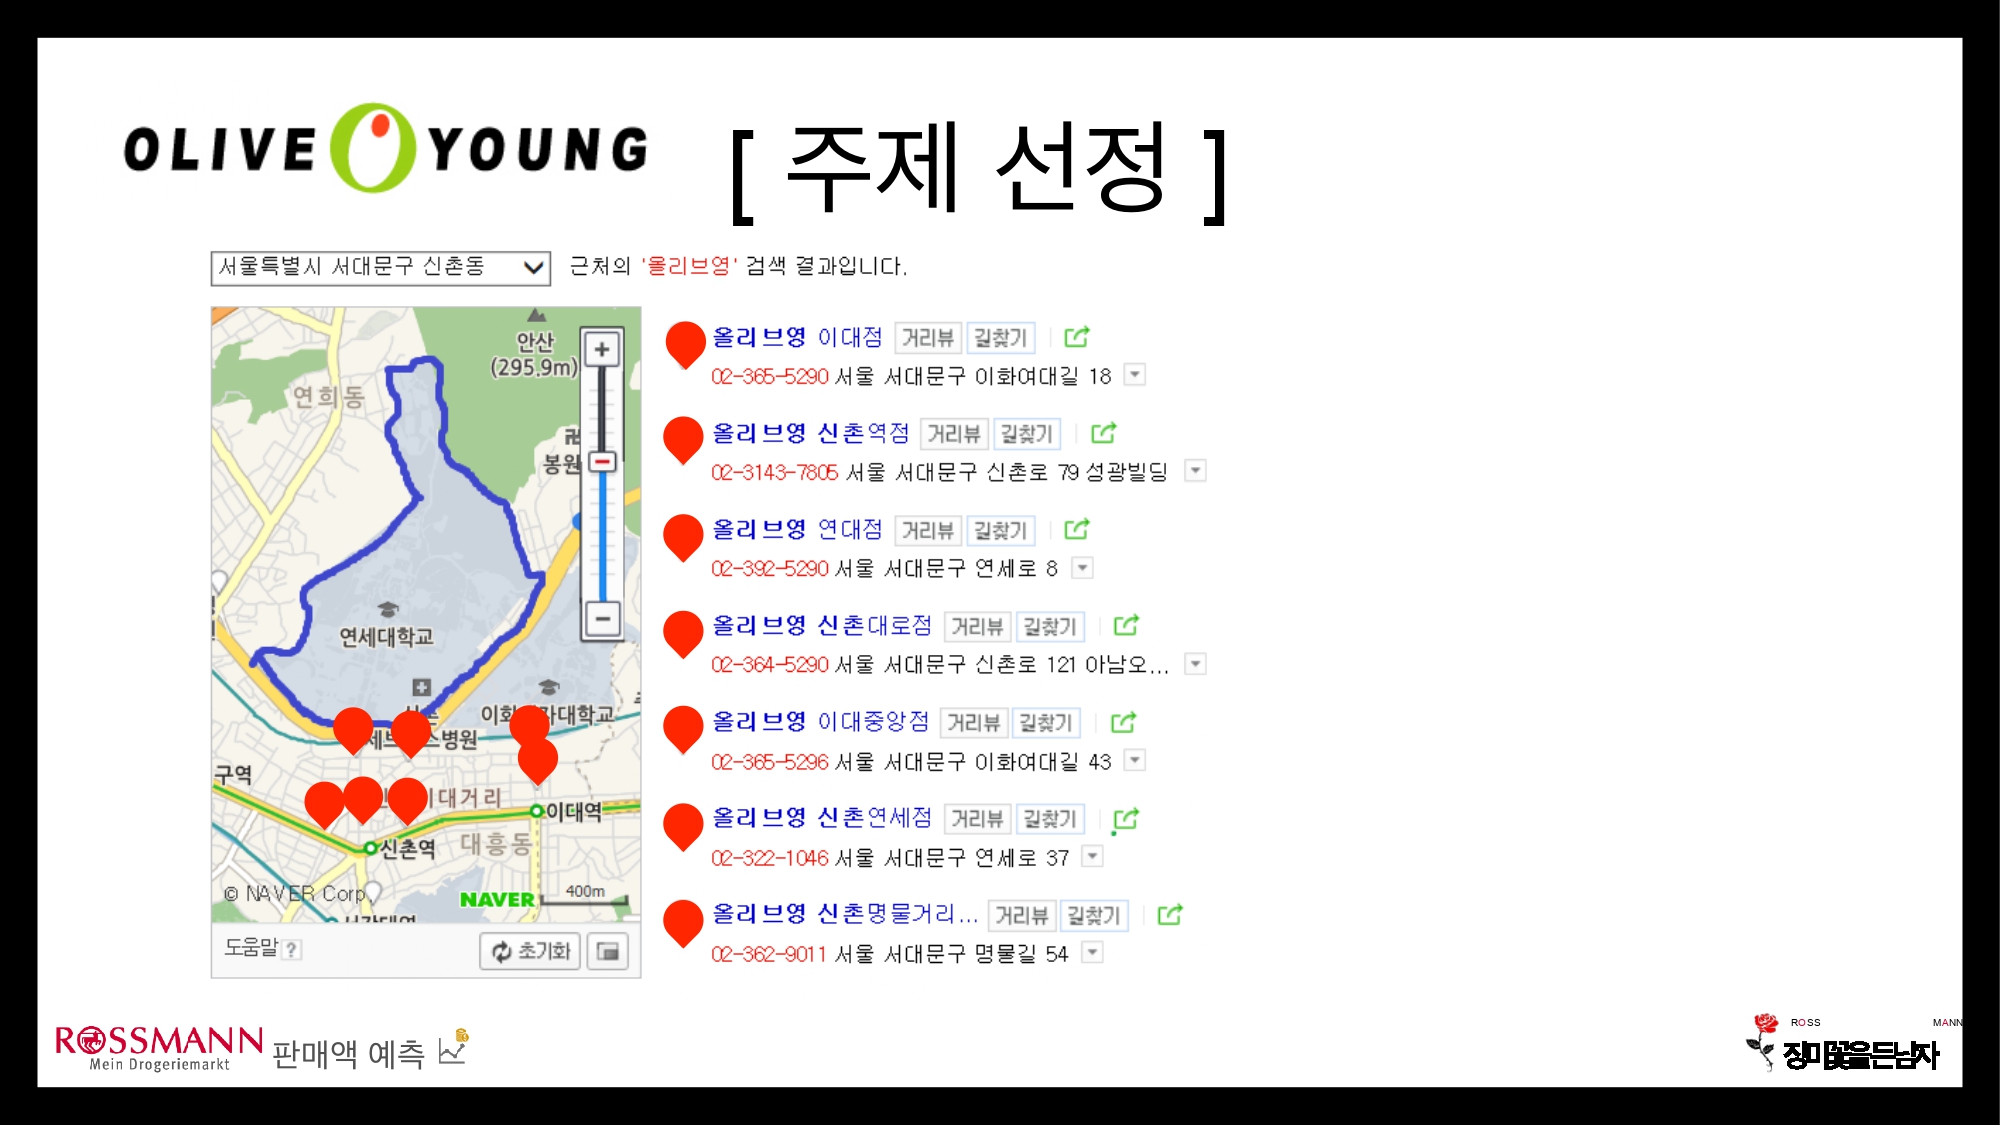 OLIVE YOUNG
[ 주제 선정 ]
서울특별시 서대문구 신촌동
근처의 '올리브영' 검색 결과입니다.
안산
(295.9m)
연희동
봉원
연세대학교
이화 대학교
병원
구역
이대거리
이대역
신촌역
대흥동
© NAVER Corp.
NAVER
400m
도움말 ?
초기화
올리브영 이대점 거리뷰 길찾기
02-365-5290 서울 서대문구 이화여대길 18
올리브영 신촌역점 거리뷰 길찾기
02-3143-7805 서울 서대문구 신촌로 79 성광빌딩
올리브영 연대점 거리뷰 길찾기
02-392-5290 서울 서대문구 연세로 8
올리브영 신촌대로점 거리뷰 길찾기
02-364-5290 서울 서대문구 신촌로 121 아남오...
올리브영 이대중앙점 거리뷰 길찾기
02-365-5296 서울 서대문구 이화여대길 43
올리브영 신촌연세점 거리뷰 길찾기
02-322-1046 서울 서대문구 연세로 37
올리브영 신촌명물거리... 거리뷰 길찾기
02-362-9011 서울 서대문구 명물길 54
ROSSMANN
Mein Drogeriemarkt
판매액 예측
ROSS MANN
장미꽃을든남자